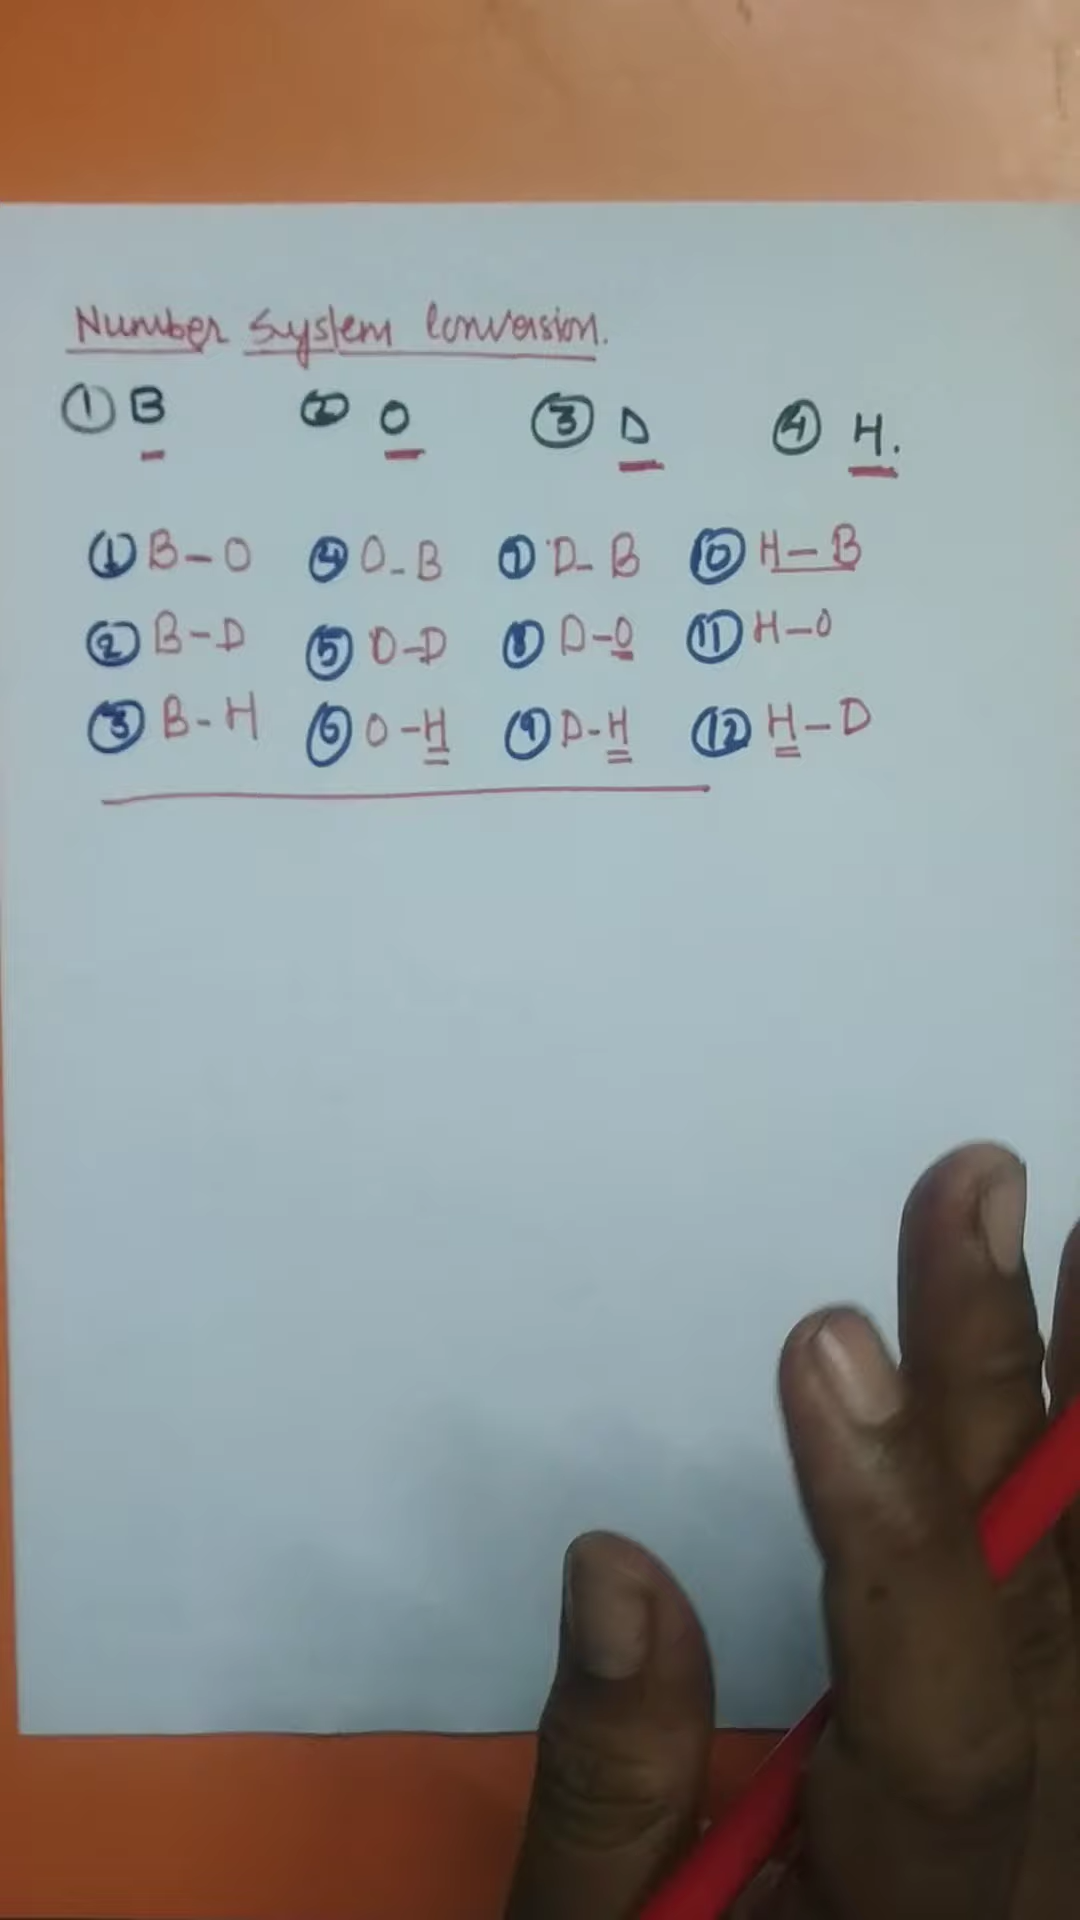 Number System Conversion.
① B ② O ③ D ④ H.
① B-O ④ O-B ⑦ D-B ⑩ H-B
② B-D ⑤ O-D ⑧ D-O ⑪ H-O
③ B-H ⑥ O-H ⑨ D-H ⑫ H-D